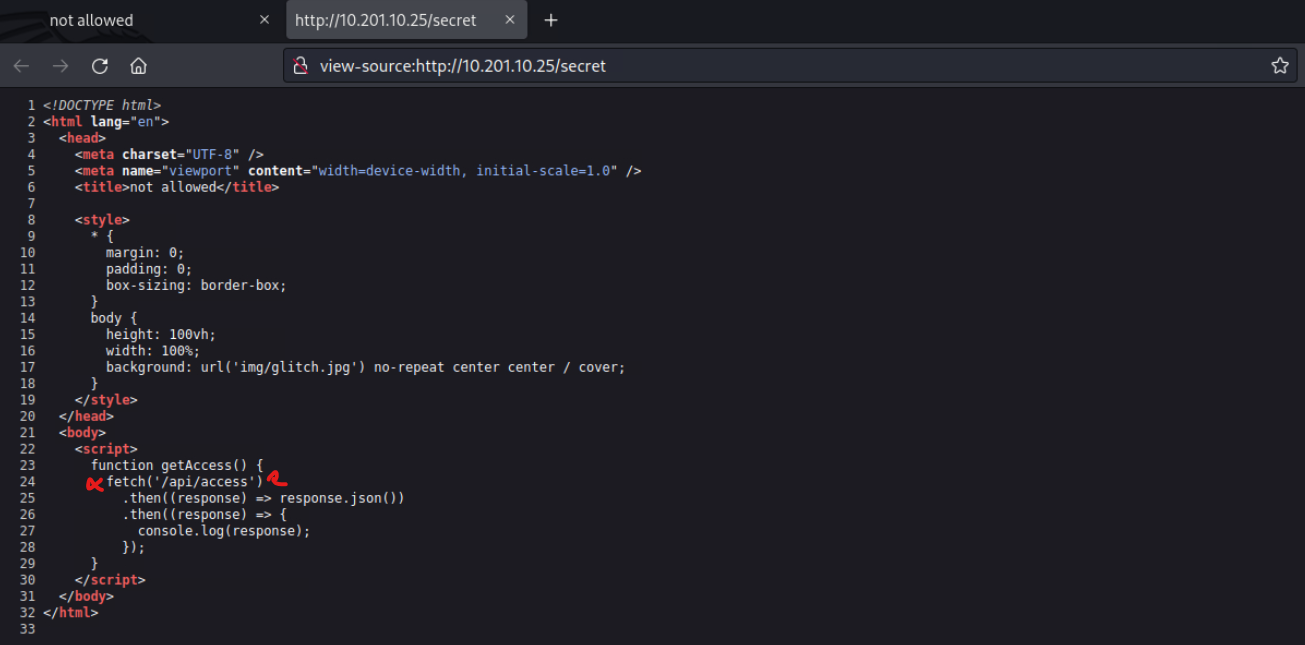 not allowed
http://10.201.10.25/secret
view-source:http://10.201.10.25/secret
1 <!DOCTYPE html>
2 <html lang="en">
3   <head>
4     <meta charset="UTF-8" />
5     <meta name="viewport" content="width=device-width, initial-scale=1.0" />
6     <title>not allowed</title>
7
8     <style>
9       * {
10         margin: 0;
11         padding: 0;
12         box-sizing: border-box;
13       }
14       body {
15         height: 100vh;
16         width: 100%;
17         background: url('img/glitch.jpg') no-repeat center center / cover;
18       }
19     </style>
20   </head>
21   <body>
22     <script>
23       function getAccess() {
24         fetch('/api/access')
25           .then((response) => response.json())
26           .then((response) => {
27             console.log(response);
28           });
29       }
30     </script>
31   </body>
32 </html>
33